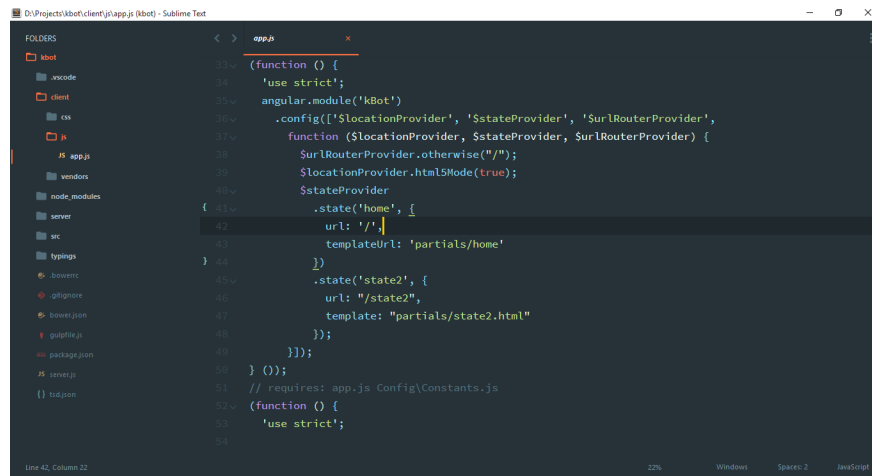 D:\Projects\kbot\client\js\app.js (kbot) - Sublime Text
FOLDERS
kbot
.vscode
client
css
js
JS app.js
vendors
node_modules
server
src
typings
.bowerrc
.gitignore
bower.json
gulpfile.js
package.json
JS server.js
{} tsd.json
app.js
33 (function () {
34 'use strict';
35 angular.module('kBot')
36 .config(['$locationProvider', '$stateProvider', '$urlRouterProvider',
37 function ($locationProvider, $stateProvider, $urlRouterProvider) {
38 $urlRouterProvider.otherwise("/");
39 $locationProvider.html5Mode(true);
40 $stateProvider
{ 41 .state('home', {
42 url: '/',
43 templateUrl: 'partials/home'
} 44 })
45 .state('state2', {
46 url: "/state2",
47 template: "partials/state2.html"
48 });
49 }]);
50 } ());
51 // requires: app.js Config\Constants.js
52 (function () {
53 'use strict';
54
Line 42, Column 22
22%
Windows
Spaces: 2
JavaScript